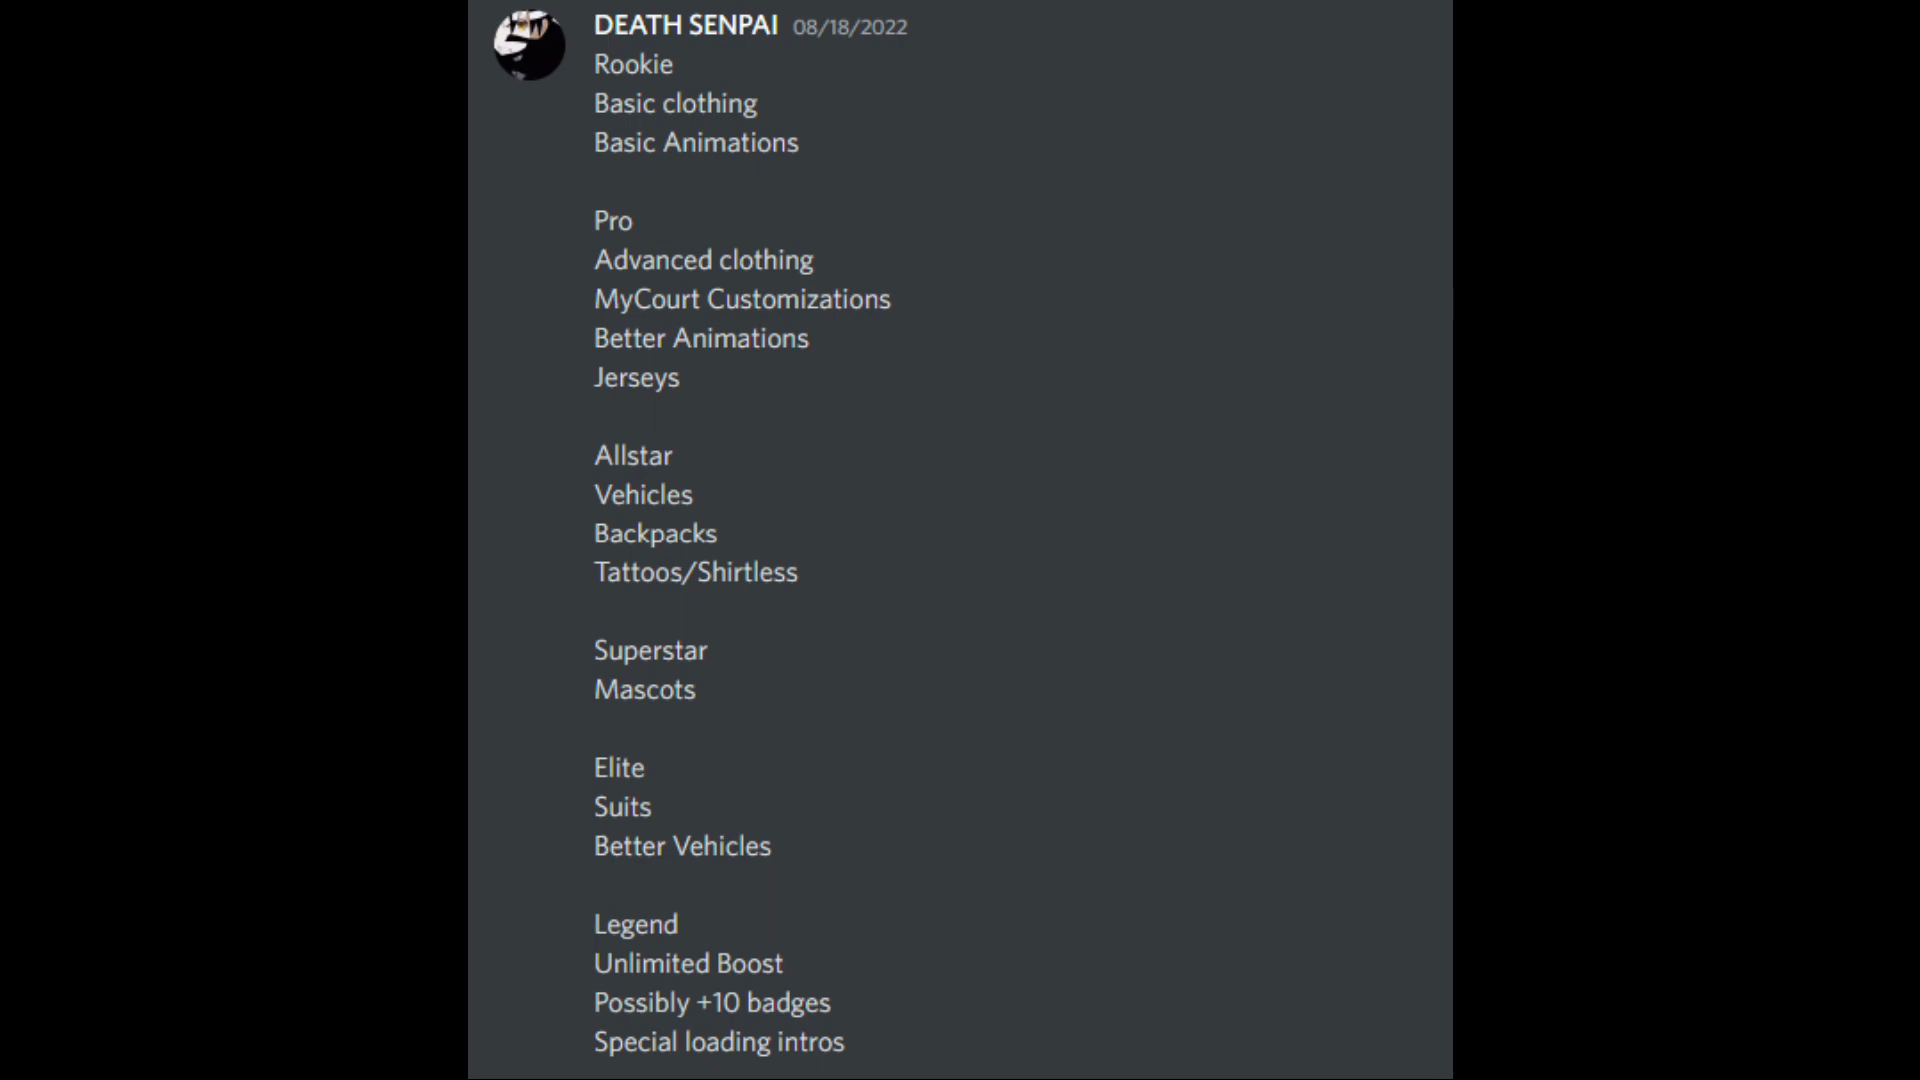 DEATH SENPAI 08/18/2022
Rookie
Basic clothing
Basic Animations
Pro
Advanced clothing
MyCourt Customizations
Better Animations
Jerseys
Allstar
Vehicles
Backpacks
Tattoos/Shirtless
Superstar
Mascots
Elite
Suits
Better Vehicles
Legend
Unlimited Boost
Possibly +10 badges
Special loading intros